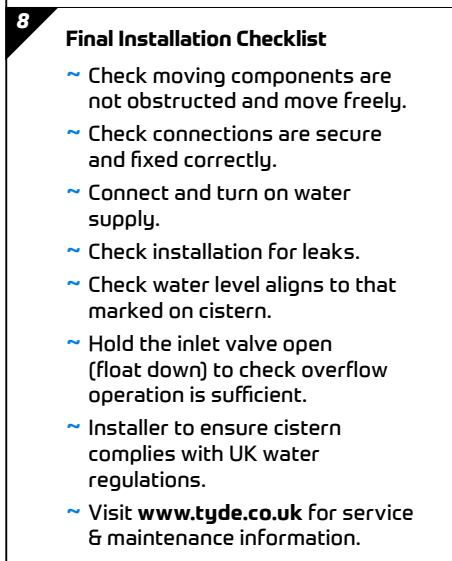 8
Final Installation Checklist
~ Check moving components are
not obstructed and move freely.
~ Check connections are secure
and fixed correctly.
~ Connect and turn on water
supply.
~ Check installation for leaks.
~ Check water level aligns to that
marked on cistern.
~ Hold the inlet valve open
(float down) to check overflow
operation is sufficient.
~ Installer to ensure cistern
complies with UK water
regulations.
~ Visit www.tyde.co.uk for service
& maintenance information.